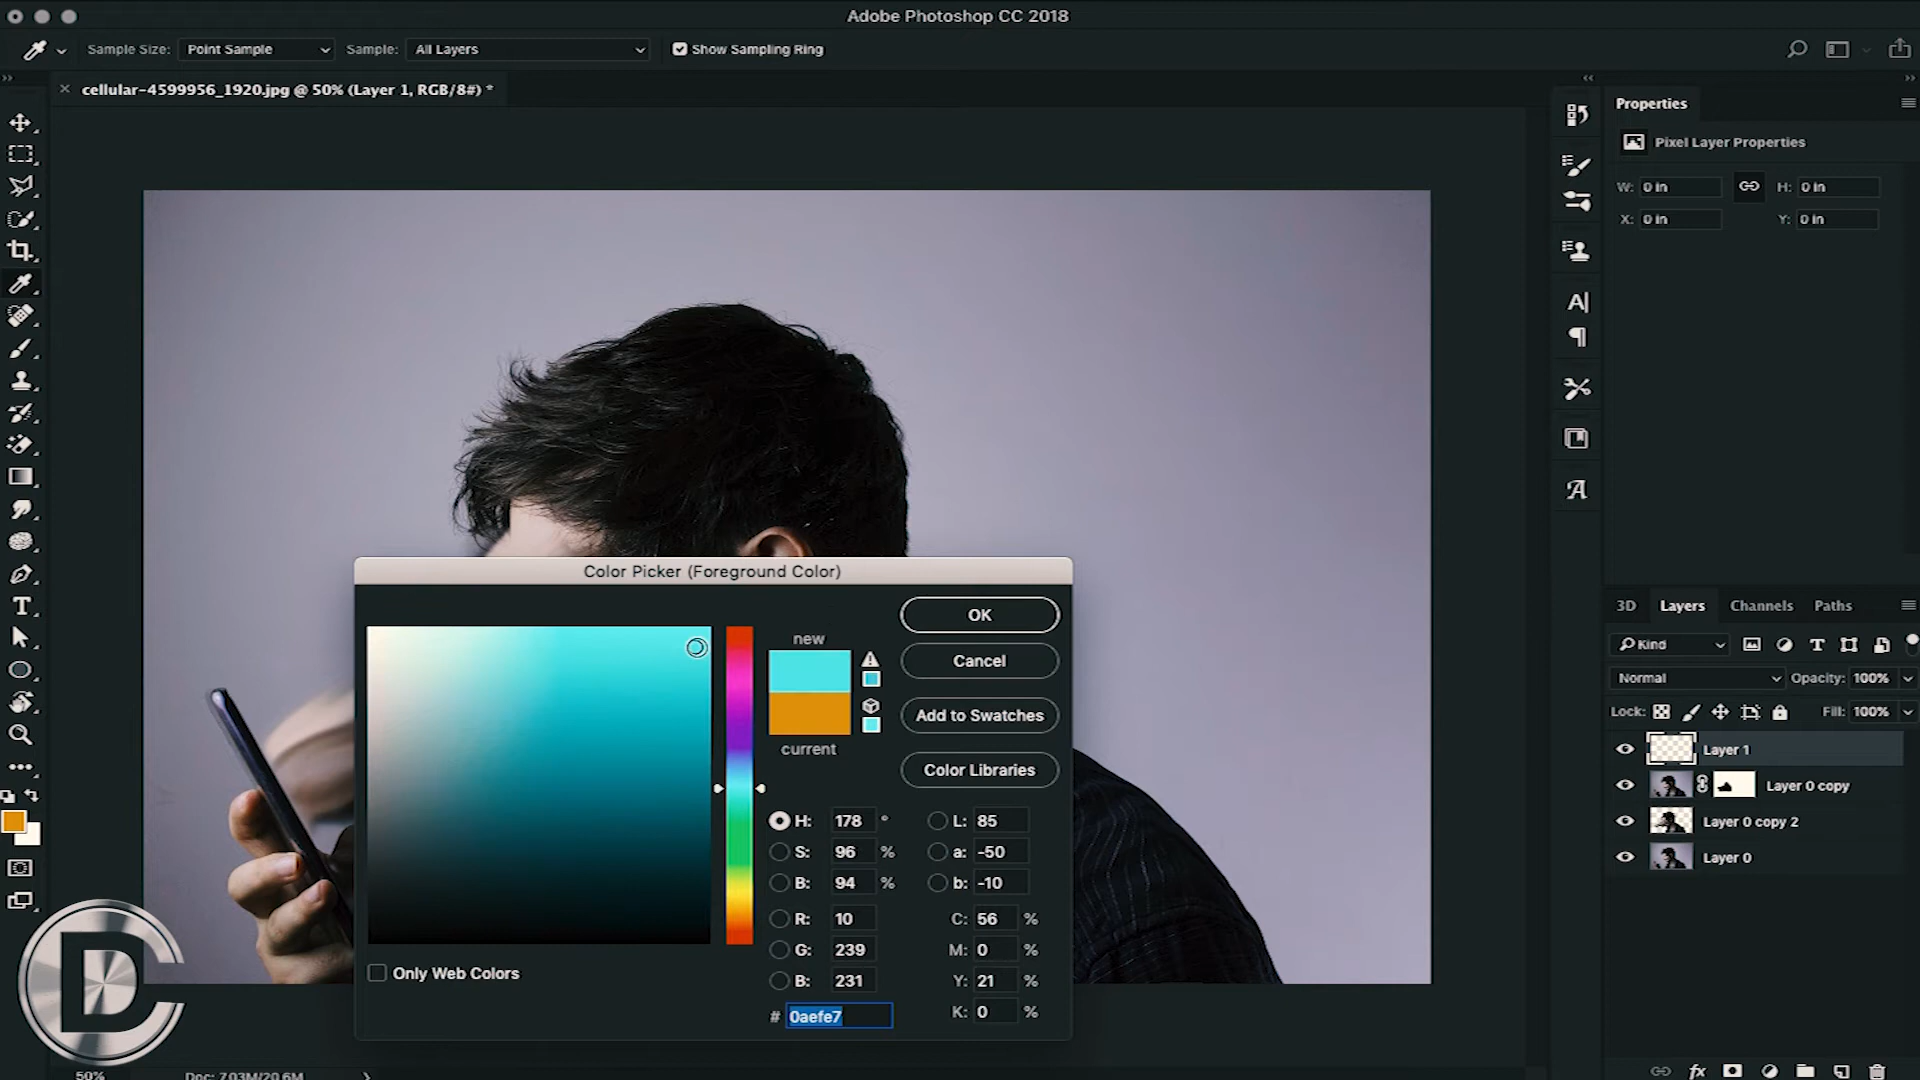 Adobe Photoshop CC 2018
Sample Size: Point Sample Sample: All Layers Show Sampling Ring
cellular-4599956_1920.jpg @ 50% (Layer 1, RGB/8#) *
Properties
Pixel Layer Properties
W: 0 in H: 0 in
X: 0 in Y: 0 in
Color Picker (Foreground Color)
new
current
OK
Cancel
Add to Swatches
Color Libraries
H: 178 °
S: 96 %
B: 94 %
R: 10
G: 239
B: 231
# 0aefe7
L: 85
a: -50
b: -10
C: 56 %
M: 0 %
Y: 21 %
K: 0 %
Only Web Colors
3D Layers Channels Paths
Kind
Normal Opacity: 100%
Lock: Fill: 100%
Layer 1
Layer 0 copy
Layer 0 copy 2
Layer 0
DC
50% Doc: 7.03M/20.6M